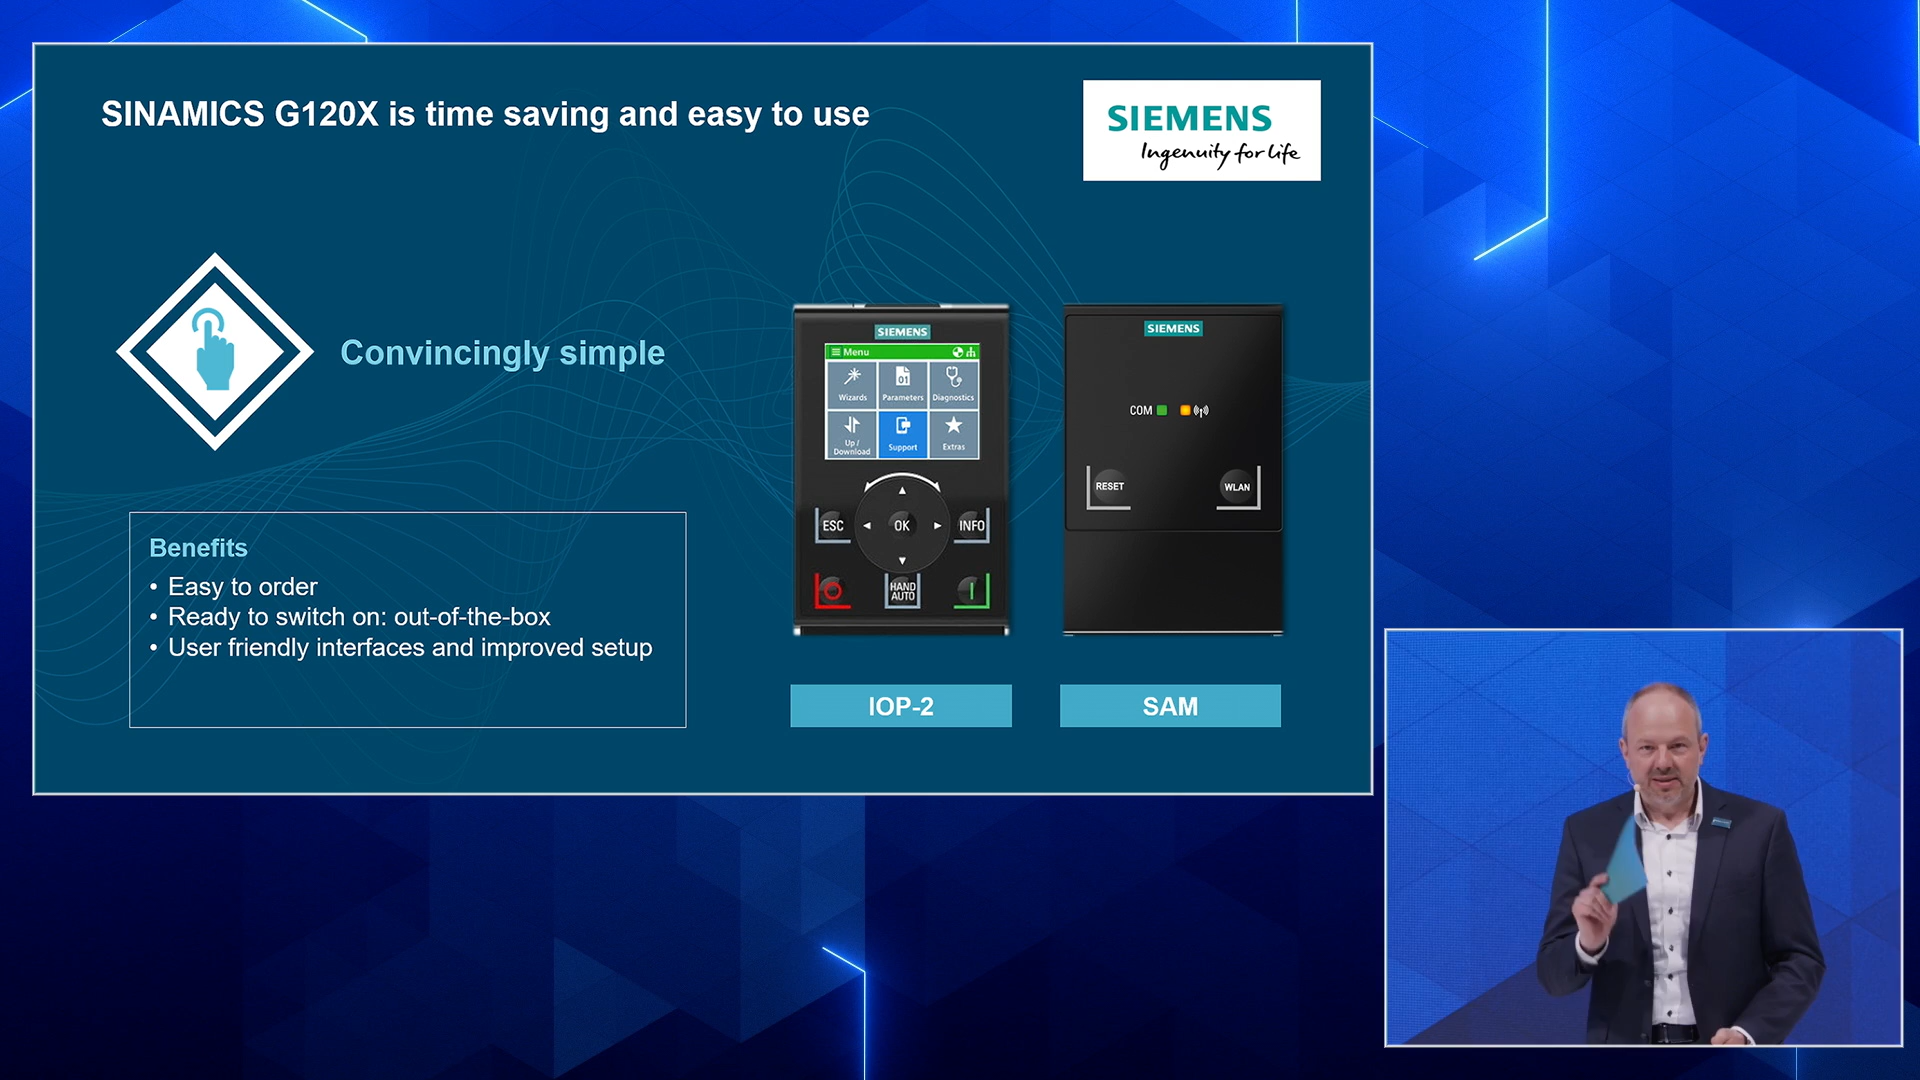 SINAMICS G120X is time saving and easy to use
SIEMENS
Ingenuity for life
Convincingly simple
Benefits
• Easy to order
• Ready to switch on: out-of-the-box
• User friendly interfaces and improved setup
SIEMENS
Menu
Wizards
01
Parameters
Diagnostics
Up /
Download
Support
Extras
ESC
OK
INFO
HAND
AUTO
IOP-2
SIEMENS
COM
RESET
WLAN
SAM